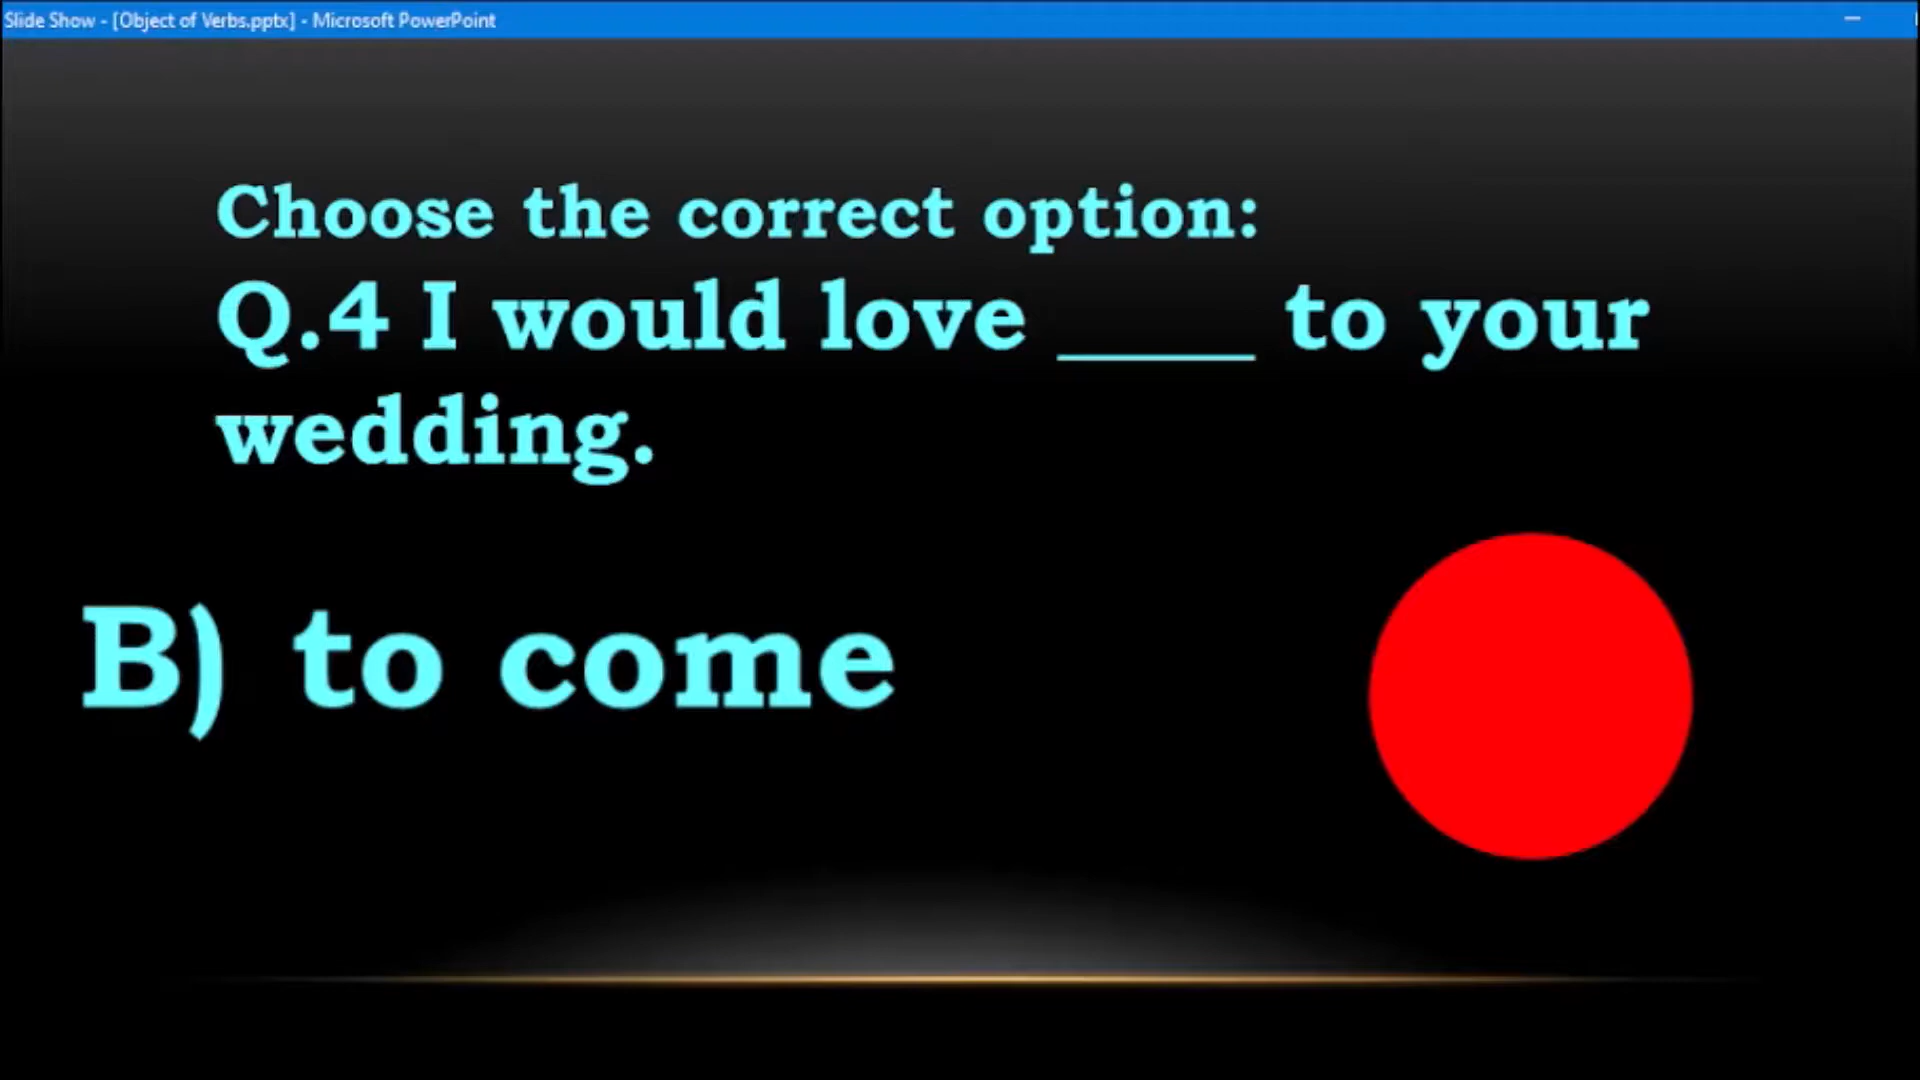 Slide Show - [Object of Verbs.pptx] - Microsoft PowerPoint
Choose the correct option:
Q.4 I would love ____ to your
wedding.
B) to come